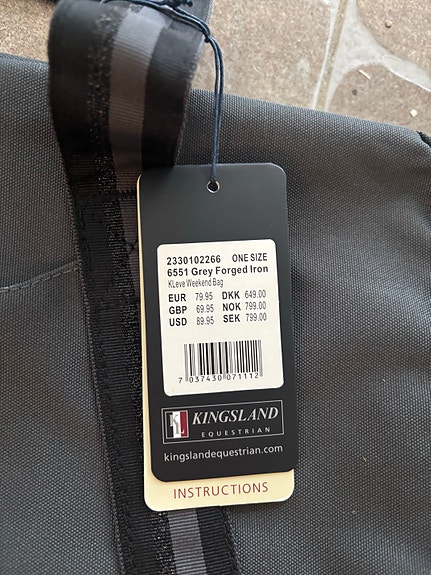 2330102266 ONE SIZE
6551 Grey Forged Iron
KLeve Weekend Bag
EUR 79.95 DKK 649.00
GBP 69.95 NOK 799.00
USD 89.95 SEK 799.00
7 037430 071112
KL KINGSLAND
EQUESTRIAN
kingslandequestrian.com
INSTRUCTIONS